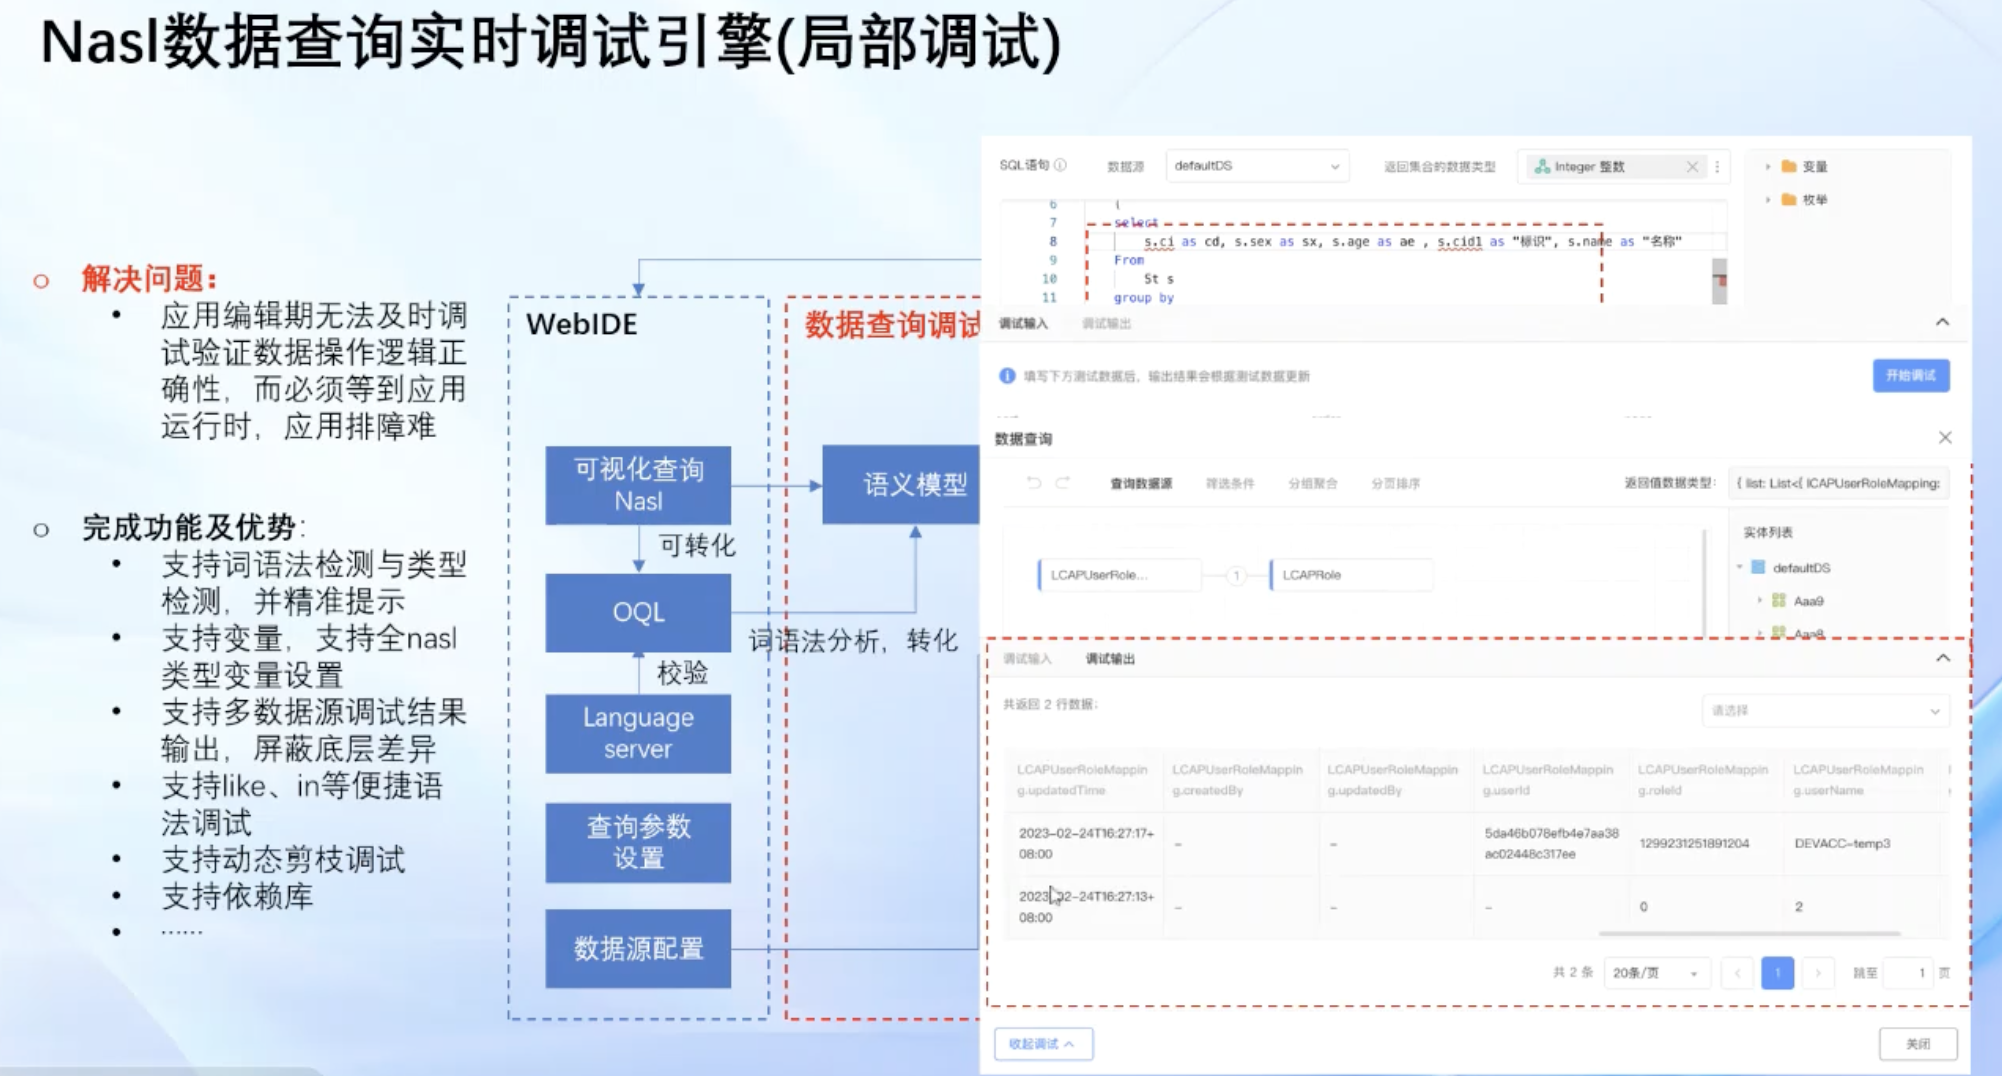 Nasl数据查询实时调试引擎(局部调试)
解决问题：
应用编辑期无法及时调
试验证数据操作逻辑正
确性，而必须等到应用
运行时，应用排障难
完成功能及优势：
支持词语法检测与类型
检测，并精准提示
支持变量，支持全nasl
类型变量设置
支持多数据源调试结果
输出，屏蔽底层差异
支持like、in等便捷语
法调试
支持动态剪枝调试
支持依赖库
......
WebIDE
可视化查询
Nasl
可转化
OQL
校验
Language
server
查询参数
设置
数据源配置
数据查询调试
语义模型
词语法分析，转化
SQL语句
数据源
defaultDS
返回集合的数据类型
Integer 整数
变量
枚举
6 (
7 select
8 s.ci as cd, s.sex as sx, s.age as ae , s.cid1 as "标识", s.name as "名称"
9 From
10 St s
11 group by
调试输入 调试输出
填写下方测试数据后，输出结果会根据测试数据更新
开始调试
数据查询
查询数据源 筛选条件 分组聚合 分页排序
返回值数据类型：
{ list: List<{ lCAPUserRoleMapping:
LCAPUserRole...
1
LCAPRole
实体列表
defaultDS
Aaa9
Aaa8
调试输入 调试输出
共返回 2 行数据：
请选择
LCAPUserRoleMappin
g.updatedTime
LCAPUserRoleMappin
g.createdBy
LCAPUserRoleMappin
g.updatedBy
LCAPUserRoleMappin
g.userId
LCAPUserRoleMappin
g.roleId
LCAPUserRoleMappin
g.userName
2023-02-24T16:27:17+
08:00
-
-
5da46b078efb4e7aa38
ac02448c317ee
1299231251891204
DEVACC-temp3
2023-02-24T16:27:13+
08:00
-
-
-
0
2
共 2 条 20条/页 1 跳至 1 页
收起调试
关闭